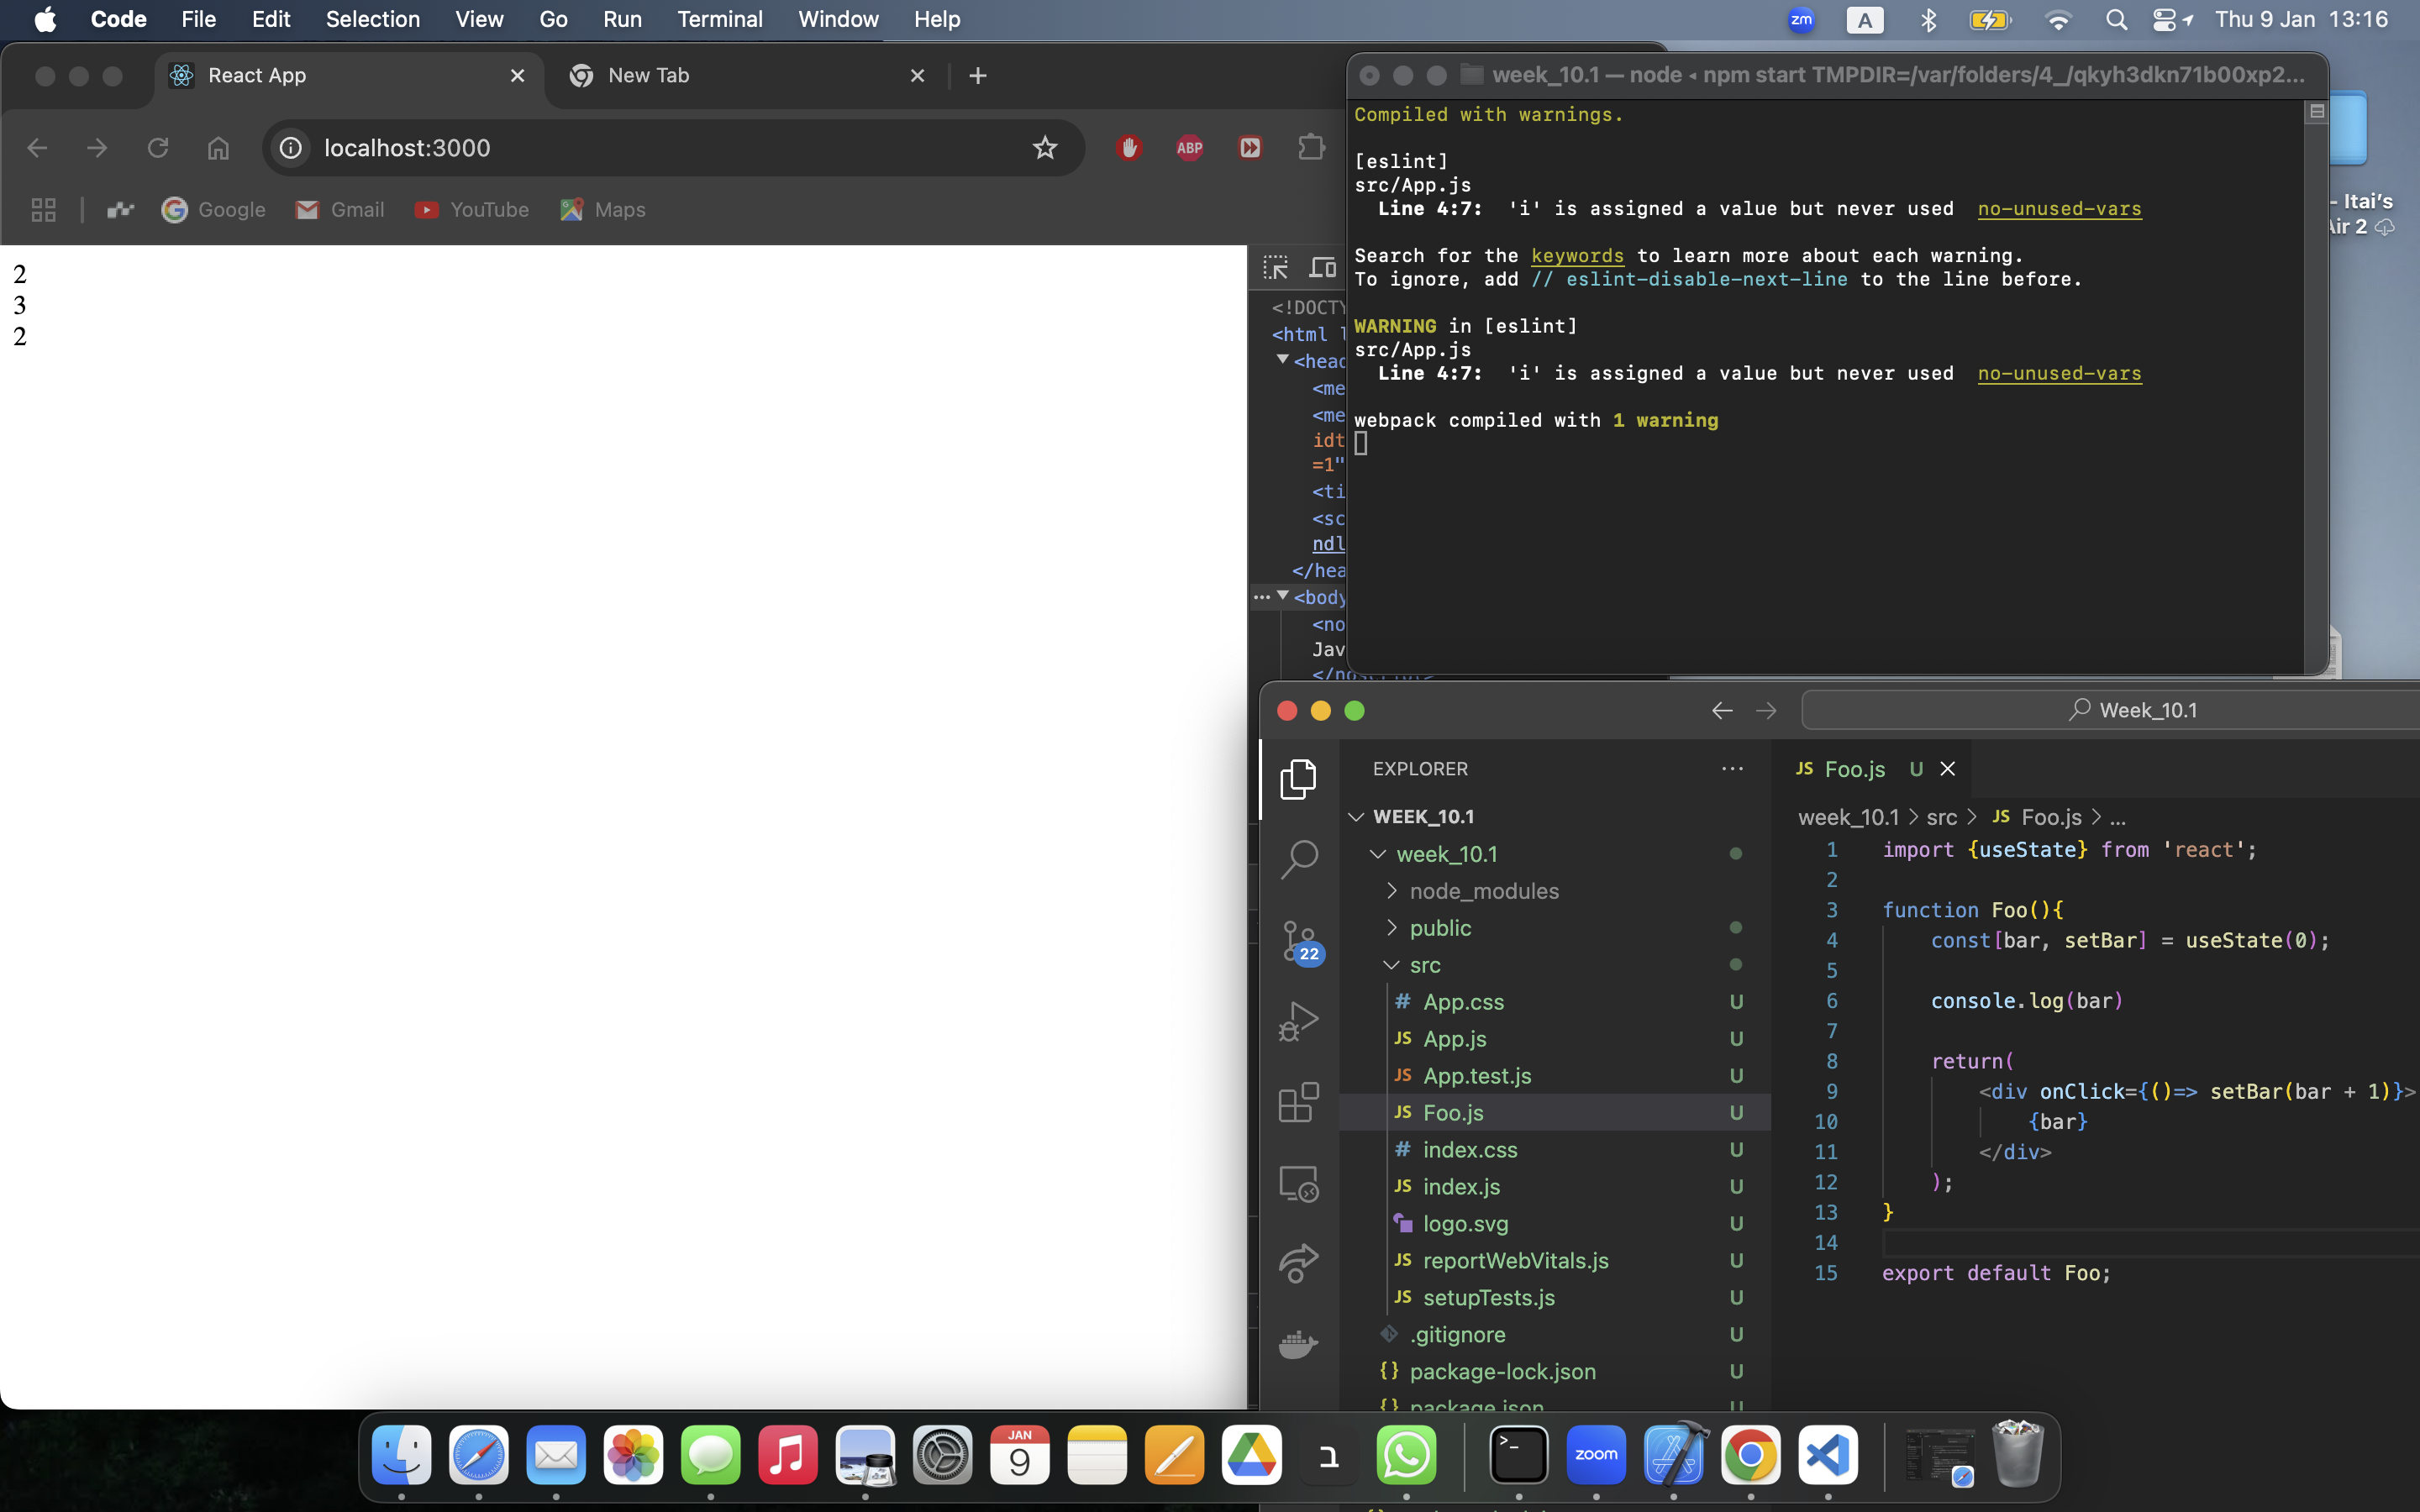 Code File Edit Selection View Go Run Terminal Window Help
zm A Thu 9 Jan 13:16
React App
New Tab
localhost:3000
ABP
Google Gmail YouTube Maps
2
3
2
<!DOCTY
<html l
<head
<me
<me
idt
=1"
<ti
<sc
ndl
</hea
<body
<no
Jav
week_10.1 — node ◂ npm start TMPDIR=/var/folders/4_/qkyh3dkn71b00xp2...
Compiled with warnings.
[eslint]
src/App.js
Line 4:7: 'i' is assigned a value but never used no-unused-vars
Search for the keywords to learn more about each warning.
To ignore, add // eslint-disable-next-line to the line before.
WARNING in [eslint]
src/App.js
Line 4:7: 'i' is assigned a value but never used no-unused-vars
webpack compiled with 1 warning
- Itai's
Air 2
Week_10.1
EXPLORER
WEEK_10.1
week_10.1
node_modules
public
src
22
# App.css U
JS App.js U
JS App.test.js U
JS Foo.js U
# index.css U
JS index.js U
logo.svg U
JS reportWebVitals.js U
JS setupTests.js U
.gitignore U
{} package-lock.json U
{} package.json U
JS Foo.js U
week_10.1 > src > JS Foo.js > ...
1 import {useState} from 'react';
2
3 function Foo(){
4 const[bar, setBar] = useState(0);
5
6 console.log(bar)
7
8 return(
9 <div onClick={()=> setBar(bar + 1)}>
10 {bar}
11 </div>
12 );
13 }
14
15 export default Foo;
JAN
9
ב
>_
zoom